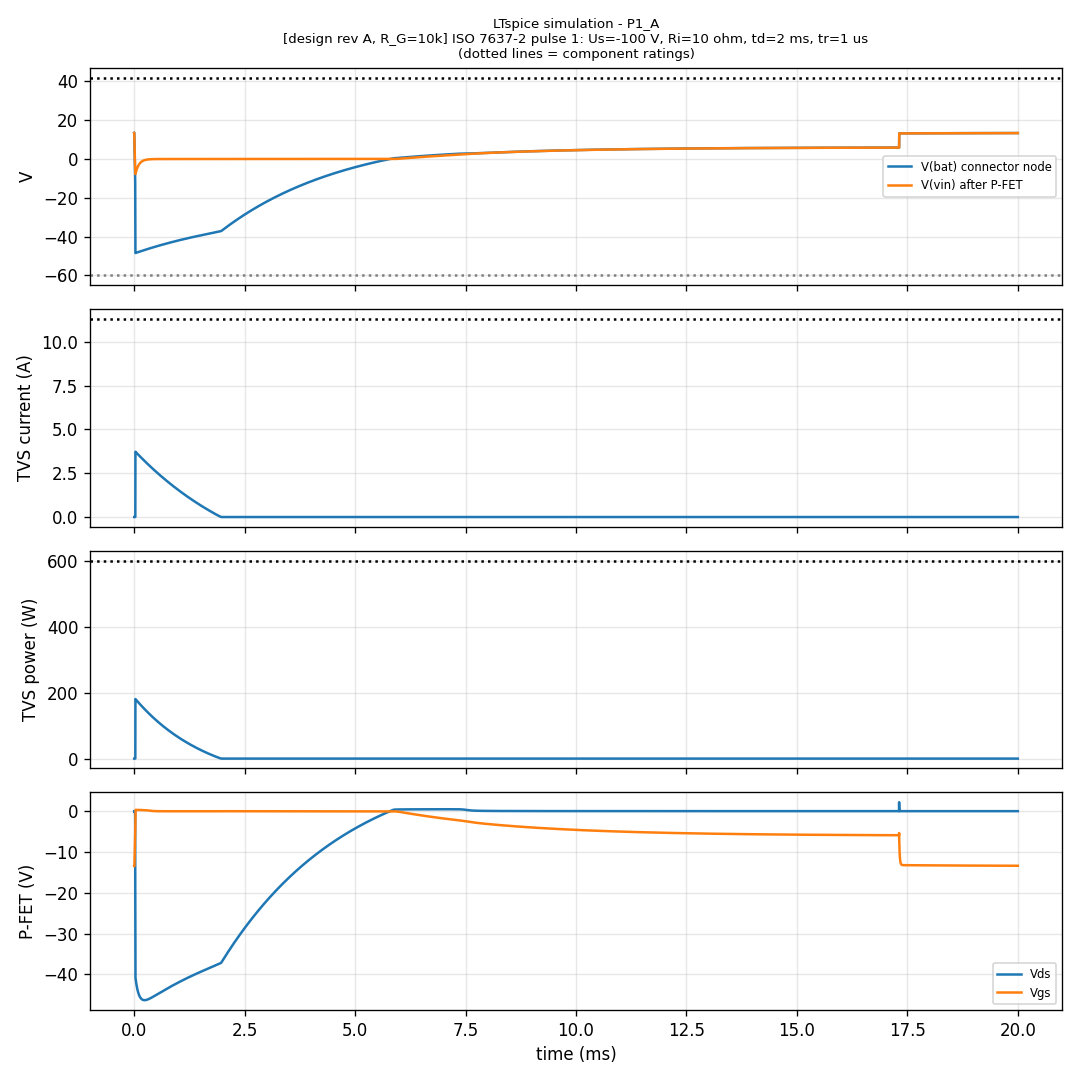 LTspice simulation - P1_A
[design rev A, R_G=10k] ISO 7637-2 pulse 1: Us=-100 V, Ri=10 ohm, td=2 ms, tr=1 us
(dotted lines = component ratings)
40
20
0
−20
−40
−60
V
V(bat) connector node
V(vin) after P-FET
10.0
7.5
5.0
2.5
0.0
TVS current (A)
600
400
200
0
TVS power (W)
0
−10
−20
−30
−40
P-FET (V)
Vds
Vgs
0.0 2.5 5.0 7.5 10.0 12.5 15.0 17.5 20.0
time (ms)